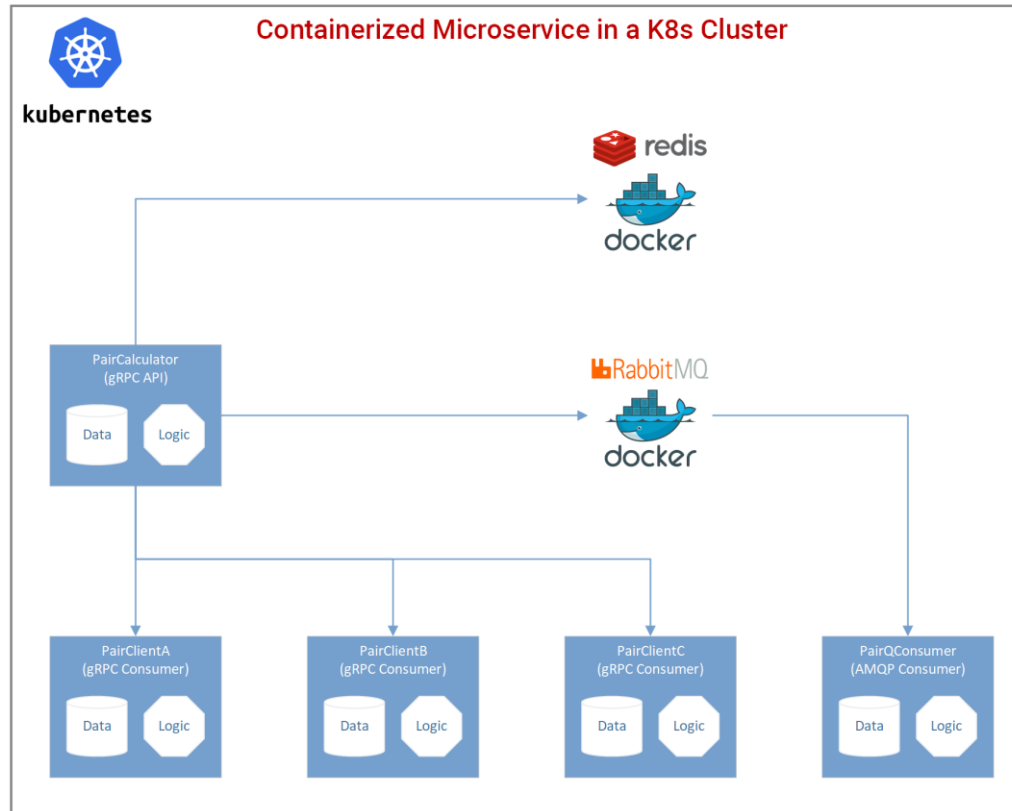 Containerized Microservice in a K8s Cluster
kubernetes
redis
docker
PairCalculator
(gRPC API)
Data
Logic
RabbitMQ
docker
PairClientA
(gRPC Consumer)
Data
Logic
PairClientB
(gRPC Consumer)
Data
Logic
PairClientC
(gRPC Consumer)
Data
Logic
PairQConsumer
(AMQP Consumer)
Data
Logic